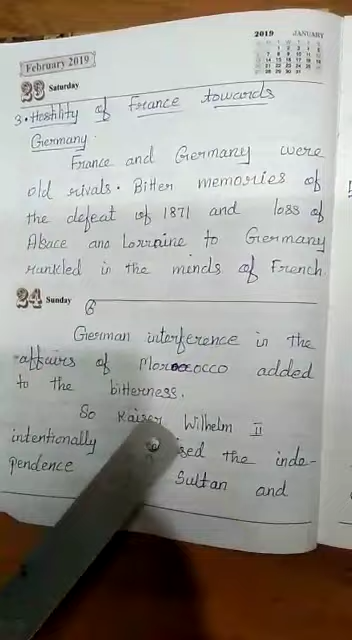 2019 JANUARY
February 2019
23 Saturday
3. Hostility of France towards
Germany.
France and Germany were
old rivals. Bitter memories of
the defeat of 1871 and loss of
Alsace and Lorraine to Germany
rankled in the minds of French
24 Sunday
German interference in the
affairs of Morocco added
to the bitterness.
So Kaiser Wilhelm II
intentionally the inde-
pendence Sultan and